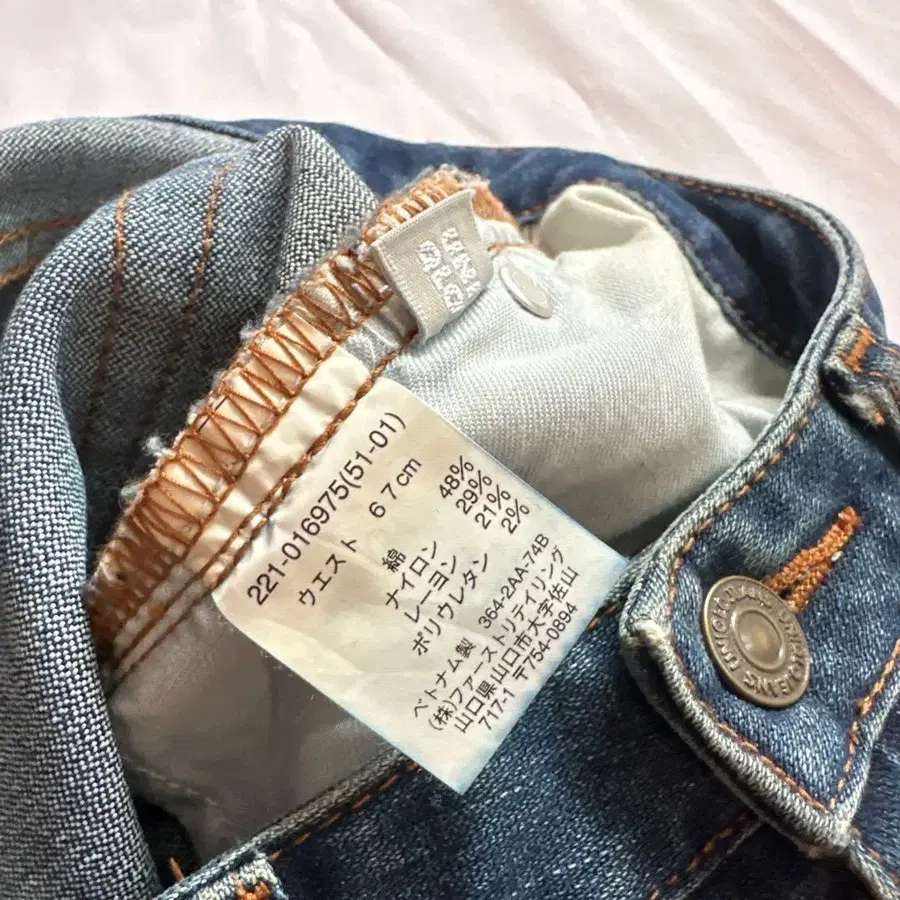 221-016975(51-01)
ウエスト 67cm
綿 48%
ナイロン 29%
レーヨン 21%
ポリウレタン 2%
ベトナム製 364-2AA-74B
(株)ファーストリテイリング
山口県山口市大字佐山
717-1 〒754-0894